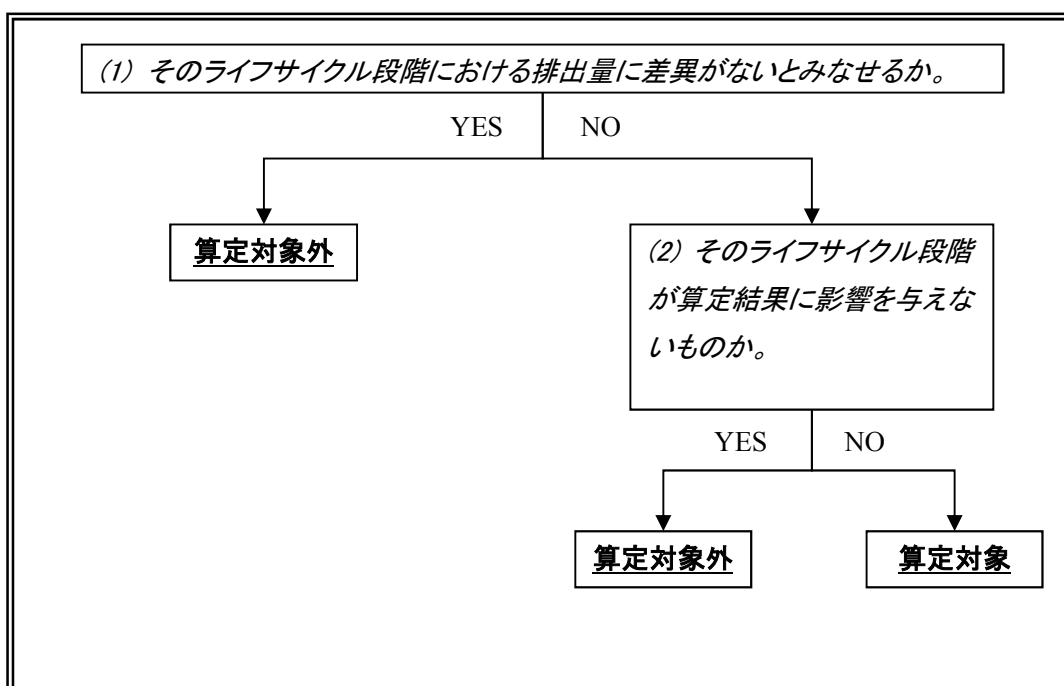 (1) そのライフサイクル段階における排出量に差異がないとみなせるか。
YES NO
算定対象外
(2) そのライフサイクル段階
が算定結果に影響を与えな
いものか。
YES NO
算定対象外 算定対象